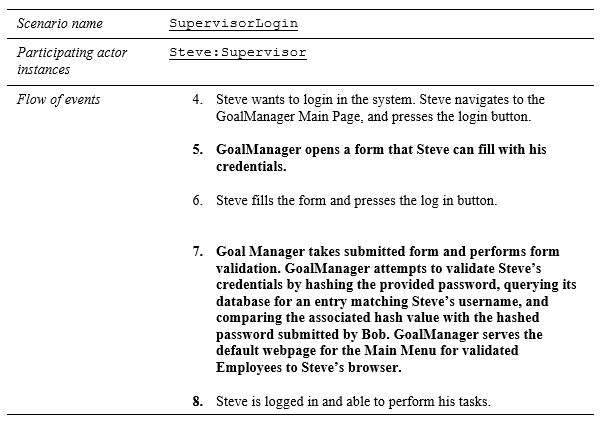 Scenario name SupervisorLogin
Participating actor Steve:Supervisor
instances
Flow of events 4. Steve wants to login in the system. Steve navigates to the
GoalManager Main Page, and presses the login button.
5. GoalManager opens a form that Steve can fill with his
credentials.
6. Steve fills the form and presses the log in button.
7. Goal Manager takes submitted form and performs form
validation. GoalManager attempts to validate Steve’s
credentials by hashing the provided password, querying its
database for an entry matching Steve’s username, and
comparing the associated hash value with the hashed
password submitted by Bob. GoalManager serves the
default webpage for the Main Menu for validated
Employees to Steve’s browser.
8. Steve is logged in and able to perform his tasks.